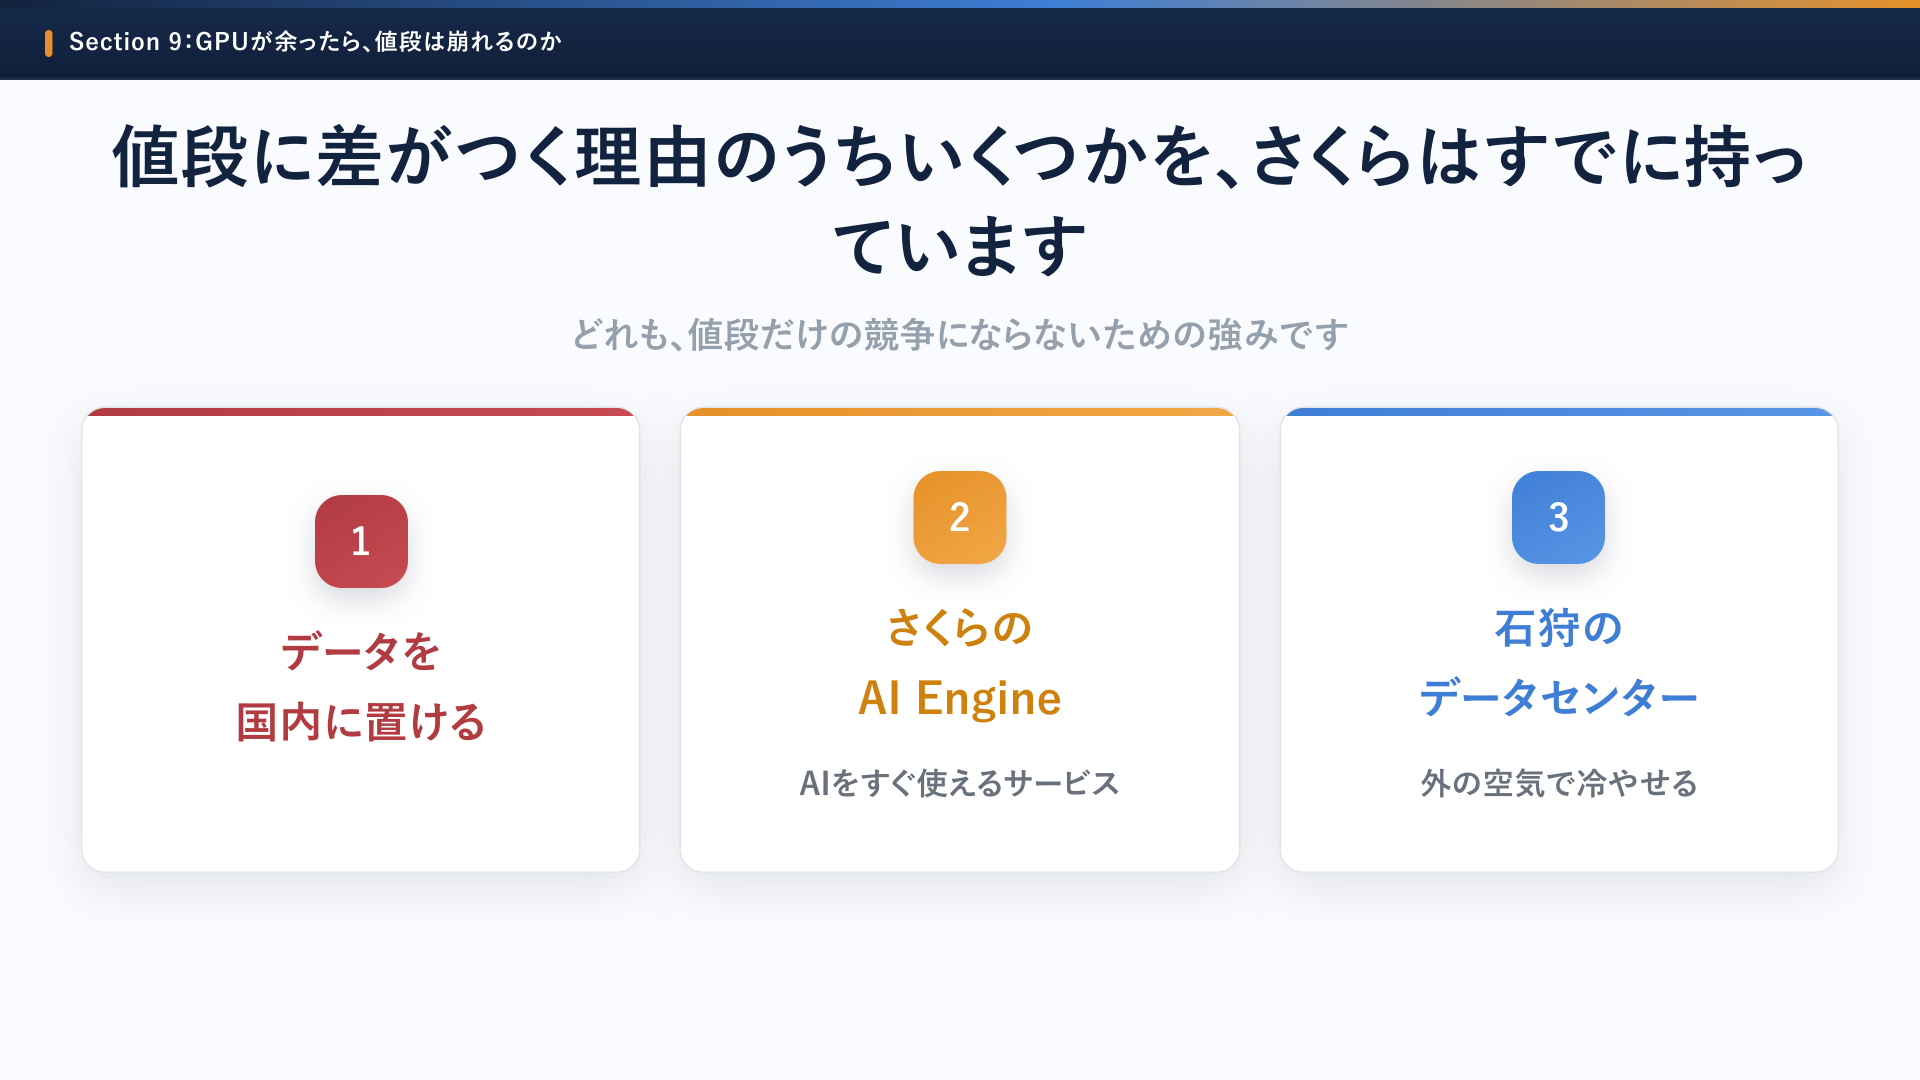 Section 9：GPUが余ったら、値段は崩れるのか
値段に差がつく理由のうちいくつかを、さくらはすでに持っ
ています
どれも、値段だけの競争にならないための強みです
1
データを
国内に置ける
2
さくらの
AI Engine
AIをすぐ使えるサービス
3
石狩の
データセンター
外の空気で冷やせる